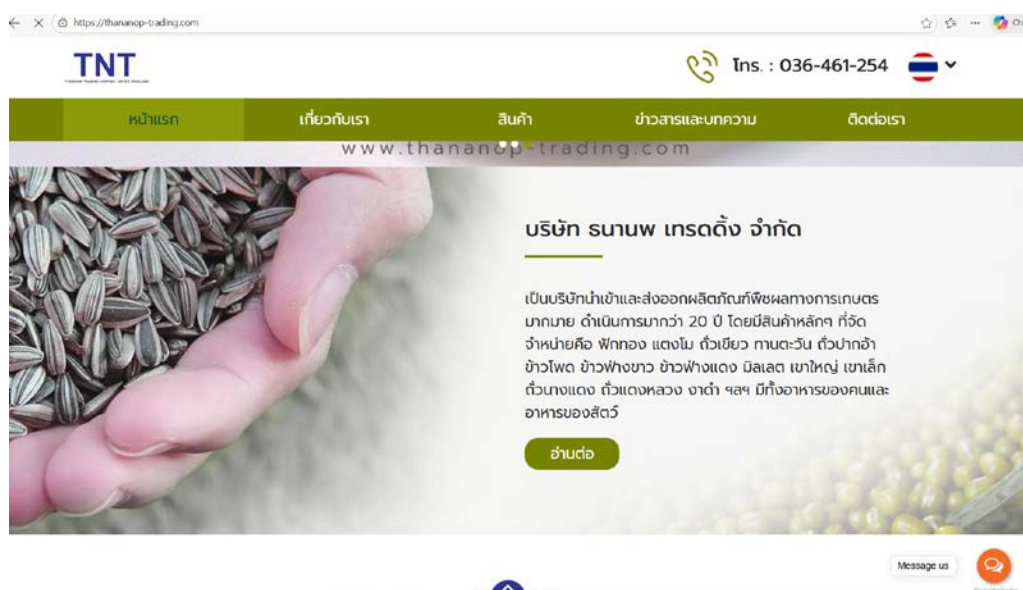 https://thananop-trading.com
TNT
โทร. : 036-461-254
หน้าแรก
เกี่ยวกับเรา
สินค้า
ข่าวสารและบทความ
ติดต่อเรา
www.thananop-trading.com
บริษัท ธนานพ เทรดดิ้ง จำกัด
เป็นบริษัทนำเข้าและส่งออกผลิตภัณฑ์พืชผลทางการเกษตร
มากมาย ดำเนินการมากว่า 20 ปี โดยมีสินค้าหลักๆ ที่จัด
จำหน่ายคือ ฟักทอง แตงโม ถั่วเขียว ทานตะวัน ถั่วปากอ้า
ข้าวโพด ข้าวฟ่างขาว ข้าวฟ่างแดง มิลเลต เขาใหญ่ เขาเล็ก
ถั่วนางแดง ถั่วแดงหลวง งาดำ ฯลฯ มีทั้งอาหารของคนและ
อาหารของสัตว์
อ่านต่อ
Message us